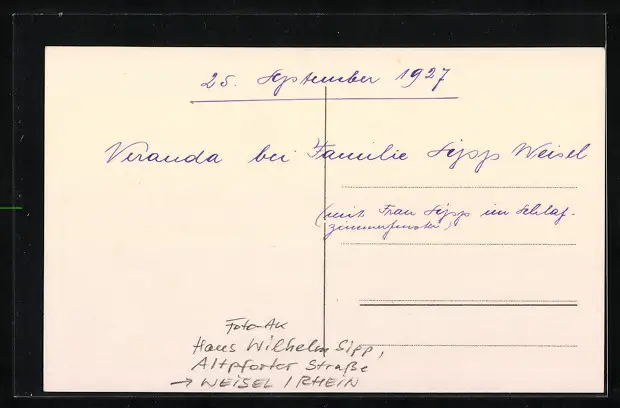 25. September 1927
Veranda bei Familie Sipp Weisel
(mit Frau Sipp im Schlaf-
zimmerfenster)
Foto-AK
Haus Wilhelm Sipp,
Altpforter Straße
→ WEISEL / RHEIN